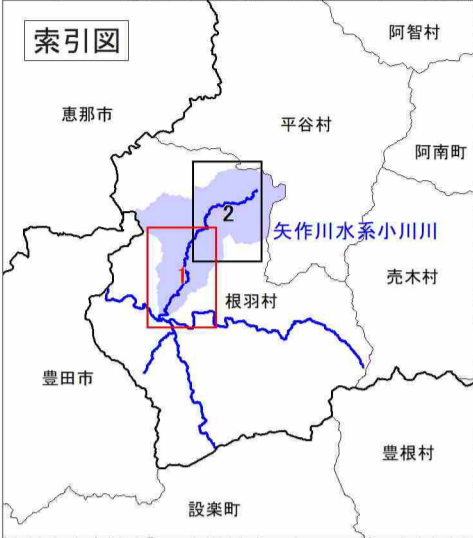 索引図
阿智村
恵那市
平谷村
阿南町
2
矢作川水系小川川
1
売木村
根羽村
豊田市
豊根村
設楽町